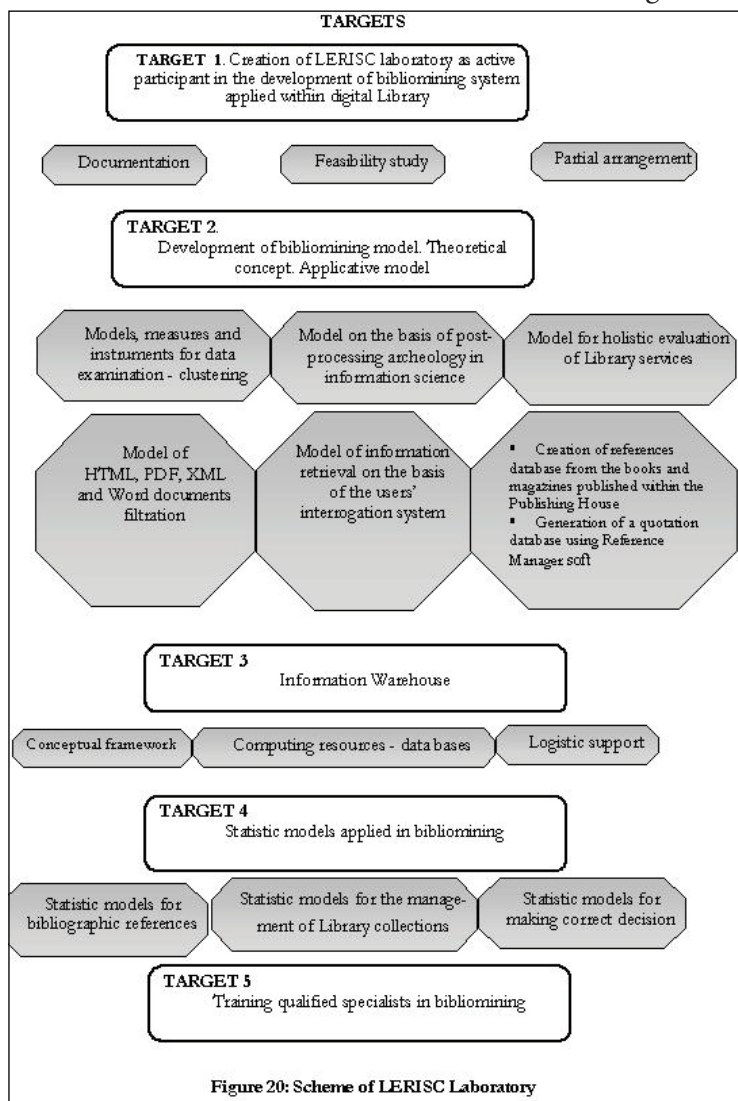 TARGETS
TARGET 1. Creation of LERISC laboratory as active
participant in the development of bibliomining system
applied within digital Library
Documentation
Feasibility study
Partial arrangement
TARGET 2.
Development of bibliomining model. Theoretical
concept. Applicative model
Models, measures and
instruments for data
examination - clustering
Model on the basis of post-
processing archeology in
information science
Model for holistic evaluation
of Library services
Model of
HTML, PDF, XML
and Word documents
filtration
Model of information
retrieval on the basis
of the users'
interrogation system
▪ Creation of references
database from the books and
magazines published within the
Publishing House
▪ Generation of a quotation
database using Reference
Manager soft
TARGET 3
Information Warehouse
Conceptual framework
Computing resources - data bases
Logistic support
TARGET 4
Statistic models applied in bibliomining
Statistic models for
bibliographic references
Statistic models for the manage-
ment of Library collections
Statistic models for
making correct decision
TARGET 5
Training qualified specialists in bibliomining
Figure 20: Scheme of LERISC Laboratory